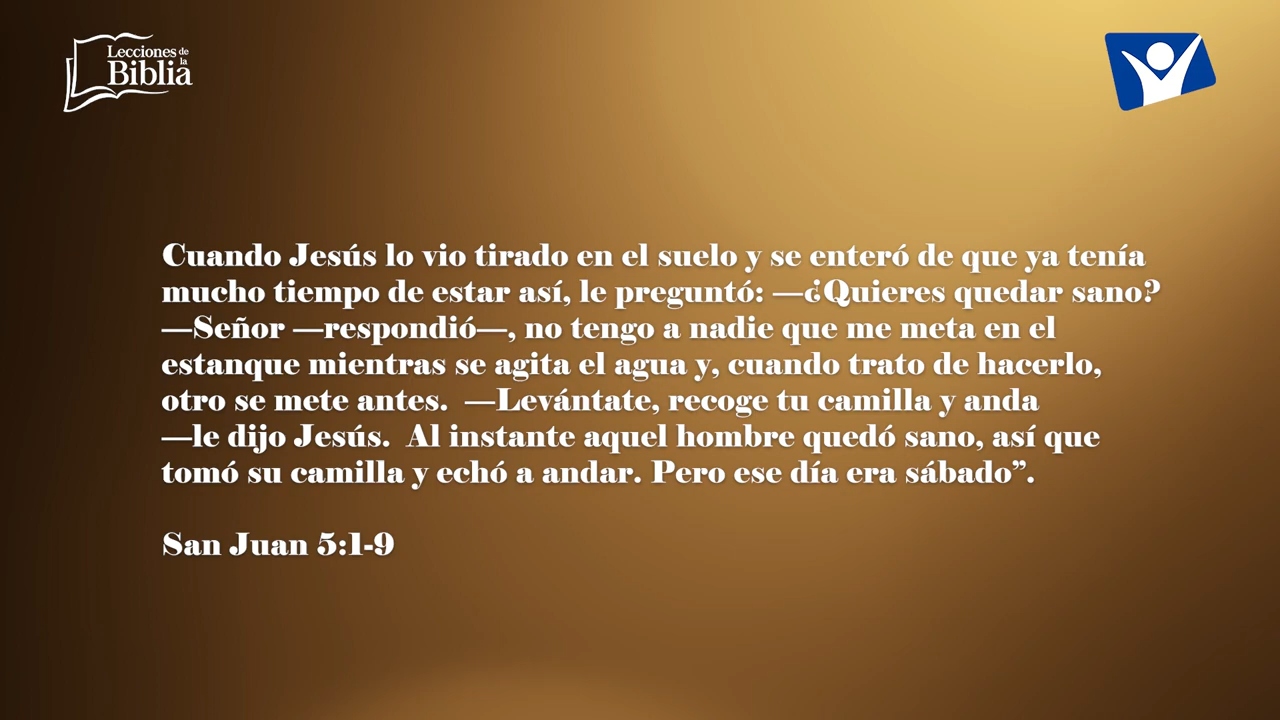 Lecciones de
la
Biblia
Cuando Jesús lo vio tirado en el suelo y se enteró de que ya tenía
mucho tiempo de estar así, le preguntó: —¿Quieres quedar sano?
—Señor —respondió—, no tengo a nadie que me meta en el
estanque mientras se agita el agua y, cuando trato de hacerlo,
otro se mete antes.  —Levántate, recoge tu camilla y anda
—le dijo Jesús.  Al instante aquel hombre quedó sano, así que
tomó su camilla y echó a andar. Pero ese día era sábado”.
San Juan 5:1-9